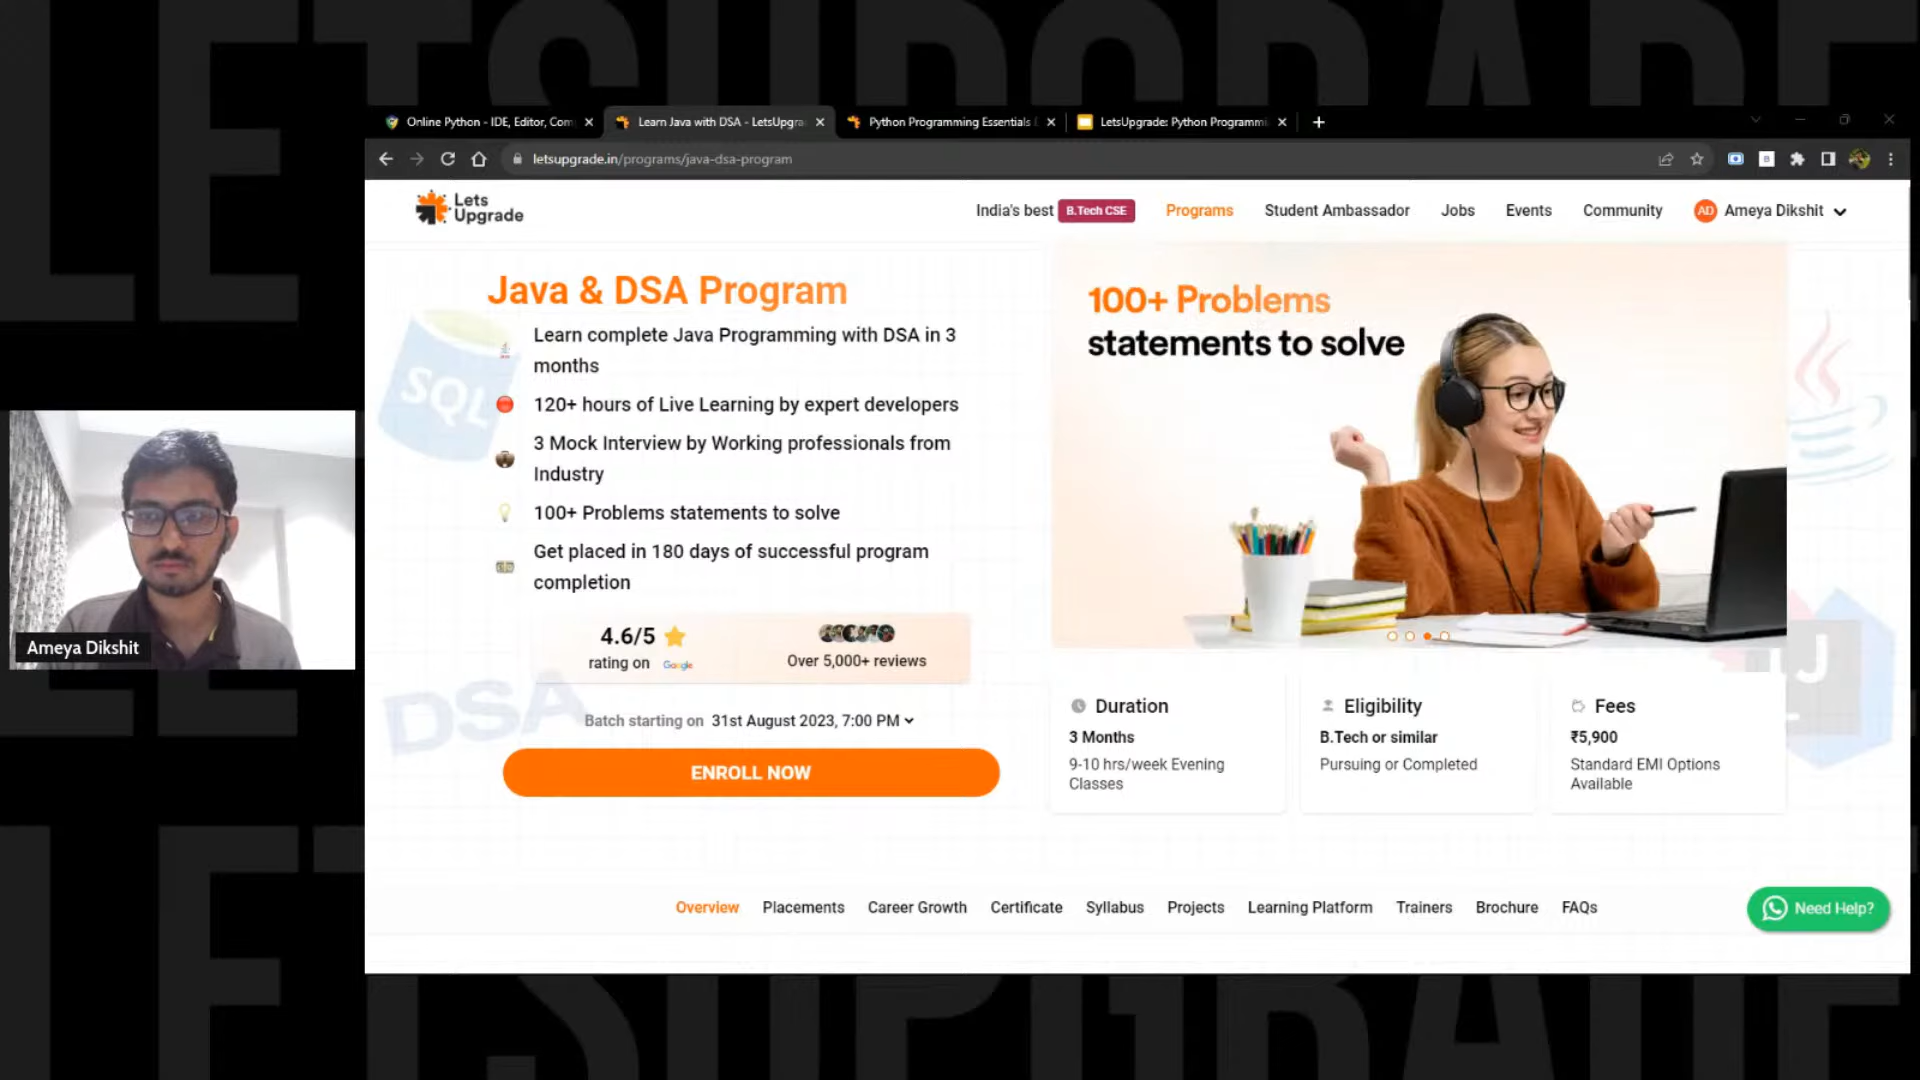 LETSUPGRADE
Online Python - IDE, Editor, Com
Learn Java with DSA - LetsUpgra
Python Programming Essentials
LetsUpgrade: Python Programmi
letsupgrade.in/programs/java-dsa-program
Lets
Upgrade
India's best B.Tech CSE Programs Student Ambassador Jobs Events Community AD Ameya Dikshit
Java & DSA Program
Learn complete Java Programming with DSA in 3
months
120+ hours of Live Learning by expert developers
3 Mock Interview by Working professionals from
Industry
100+ Problems statements to solve
Get placed in 180 days of successful program
completion
4.6/5
rating on Google
Over 5,000+ reviews
Batch starting on 31st August 2023, 7:00 PM
ENROLL NOW
100+ Problems
statements to solve
SQL
DSA
Duration
3 Months
9-10 hrs/week Evening
Classes
Eligibility
B.Tech or similar
Pursuing or Completed
Fees
₹5,900
Standard EMI Options
Available
Overview Placements Career Growth Certificate Syllabus Projects Learning Platform Trainers Brochure FAQs
Need Help?
Ameya Dikshit
LETSUPGRADE